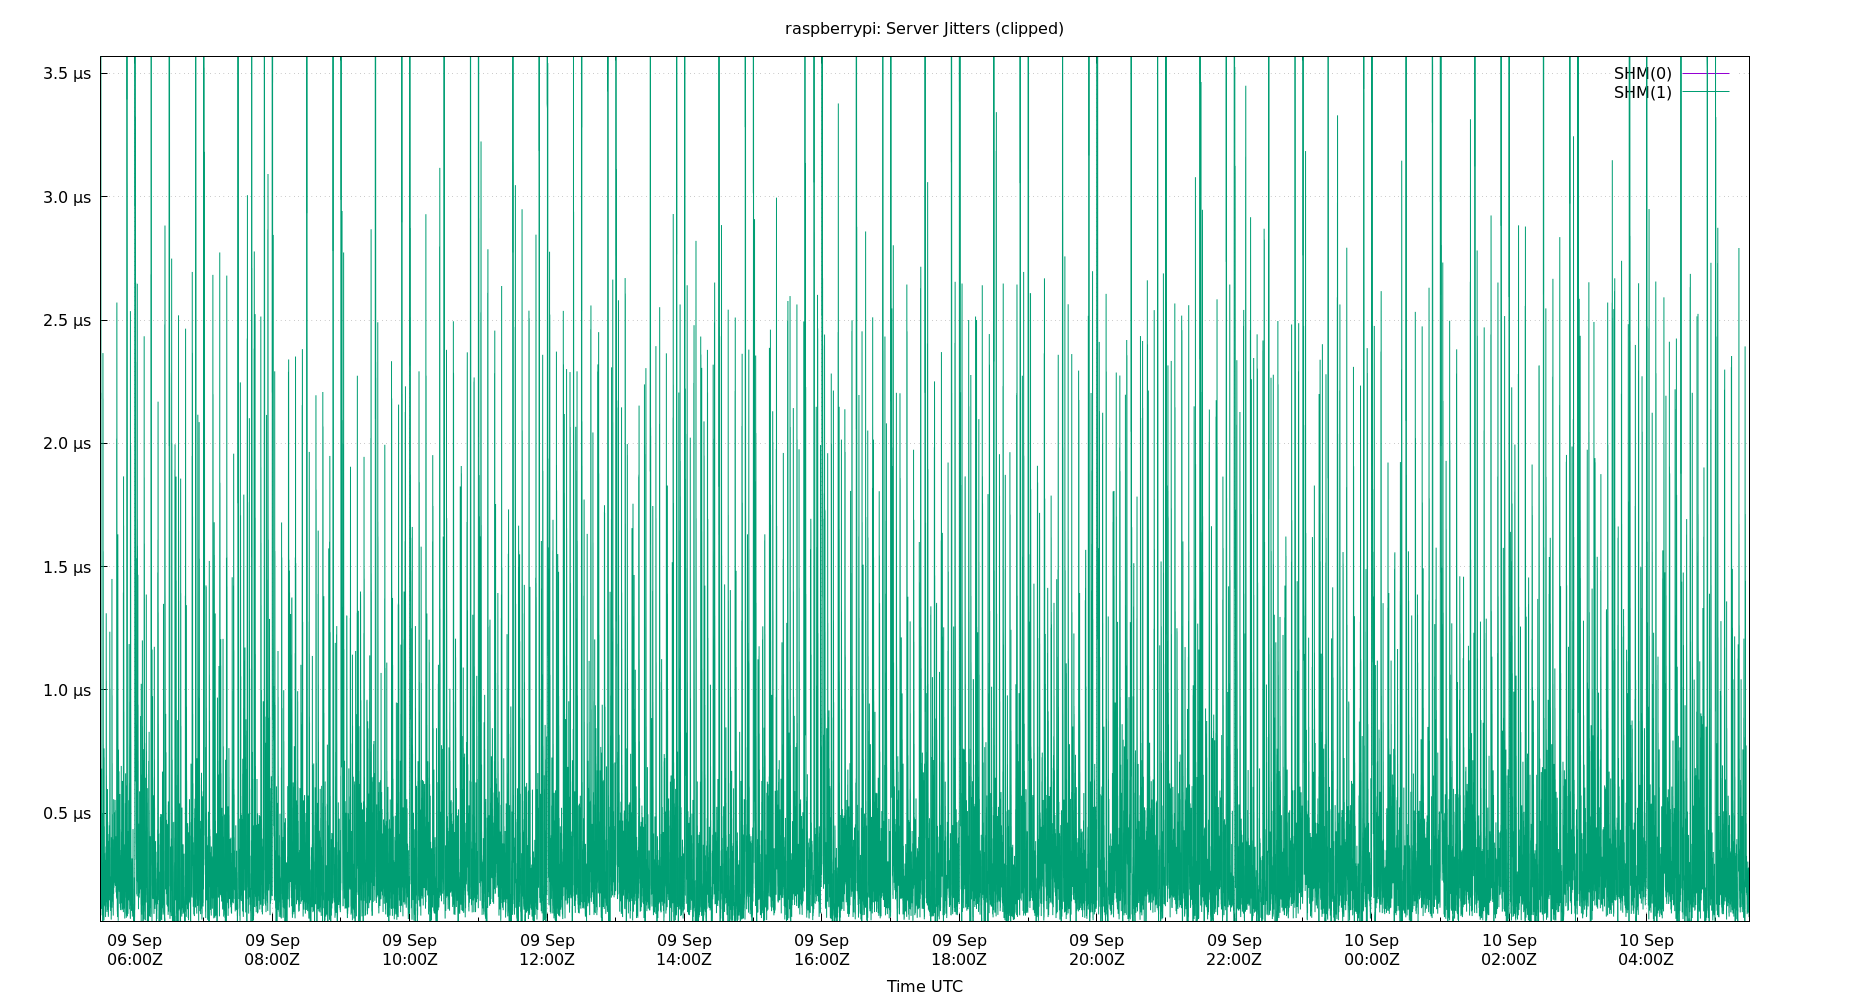 raspberrypi: Server Jitters (clipped)
SHM(0)
SHM(1)
3.5 µs
3.0 µs
2.5 µs
2.0 µs
1.5 µs
1.0 µs
0.5 µs
09 Sep 09 Sep 09 Sep 09 Sep 09 Sep 09 Sep 09 Sep 09 Sep 09 Sep 10 Sep 10 Sep 10 Sep
06:00Z 08:00Z 10:00Z 12:00Z 14:00Z 16:00Z 18:00Z 20:00Z 22:00Z 00:00Z 02:00Z 04:00Z
Time UTC